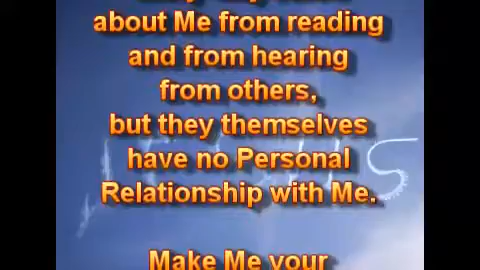 about Me from reading
and from hearing
from others,
but they themselves
have no Personal
Relationship with Me.
Make Me your